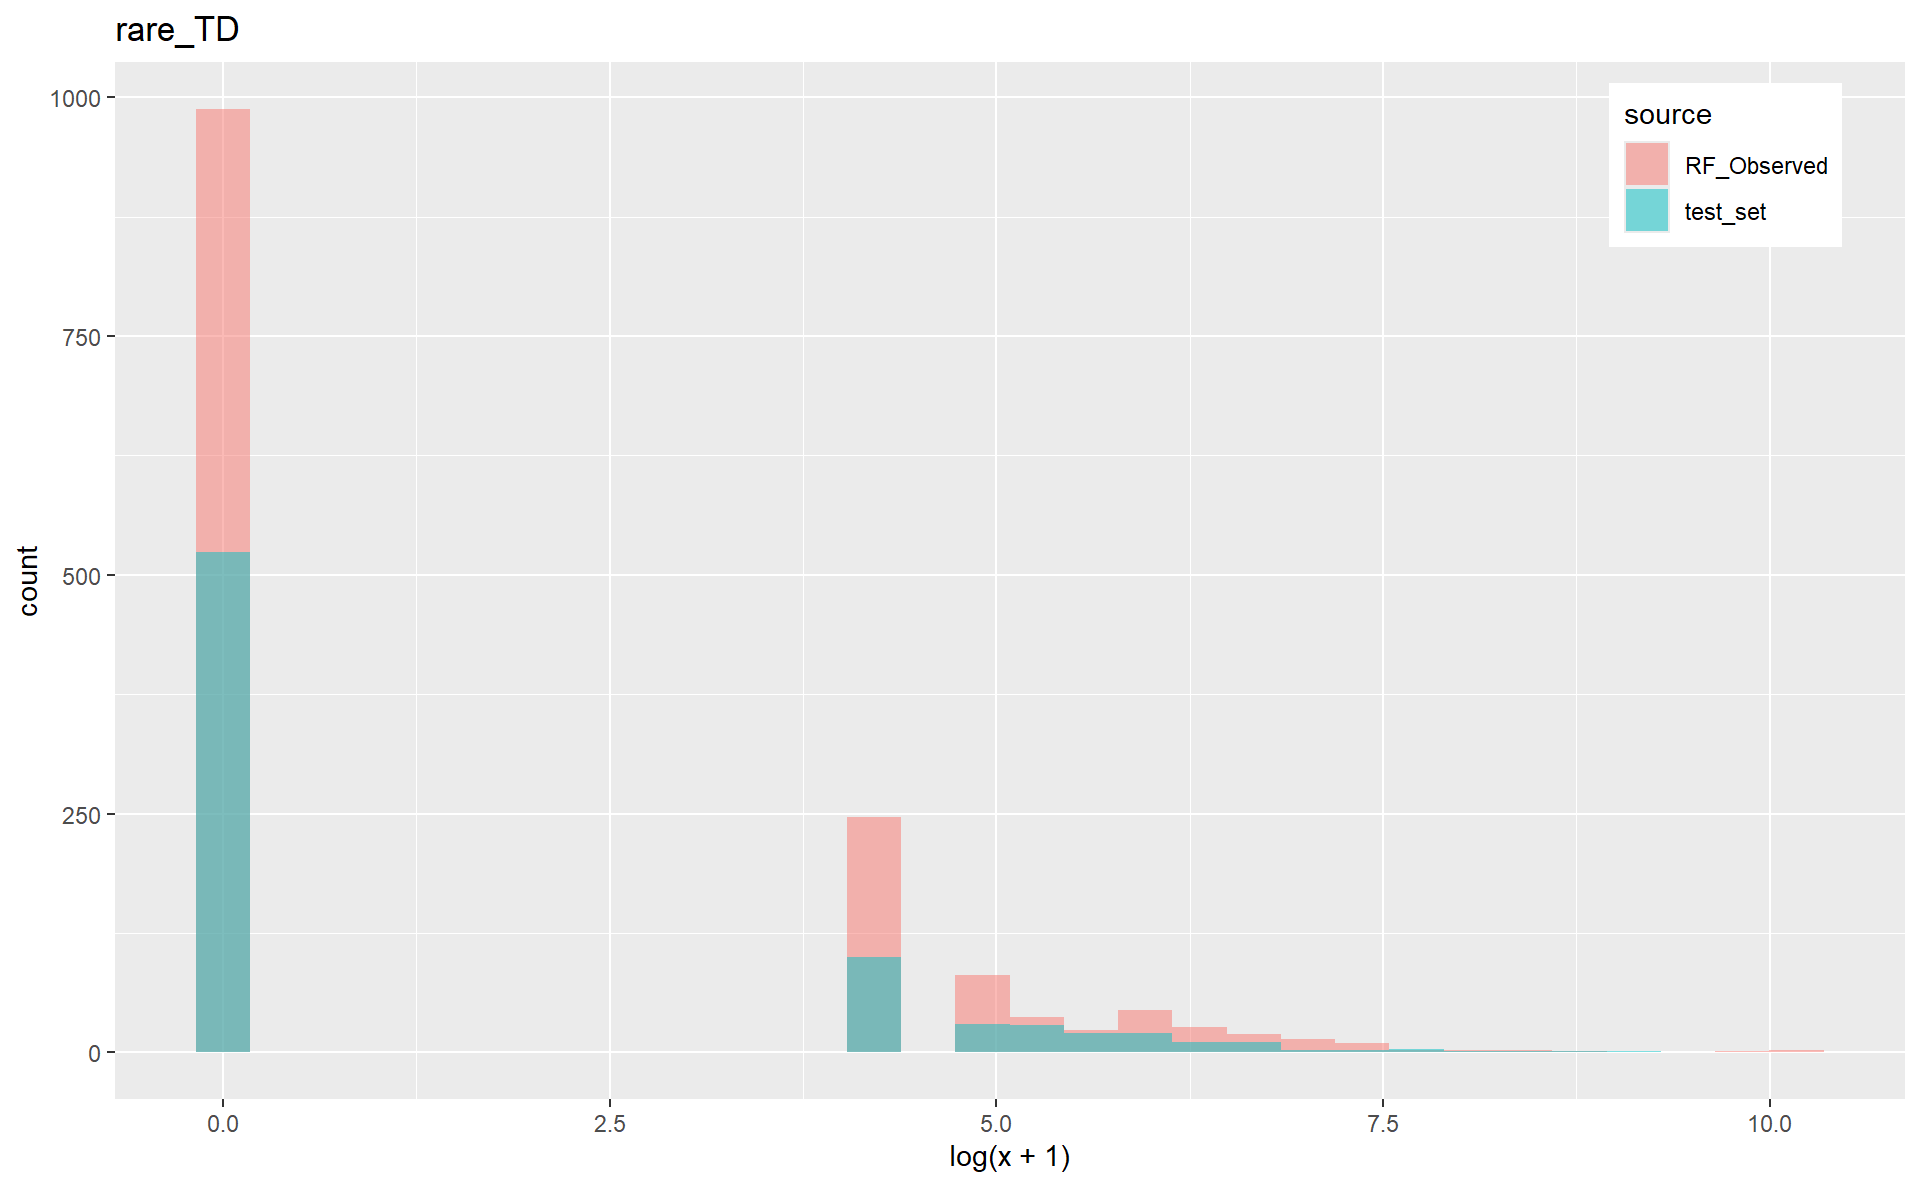 rare_TD
1000
750
500
250
0
count
source
RF_Observed
test_set
0.0
2.5
5.0
7.5
10.0
log(x + 1)